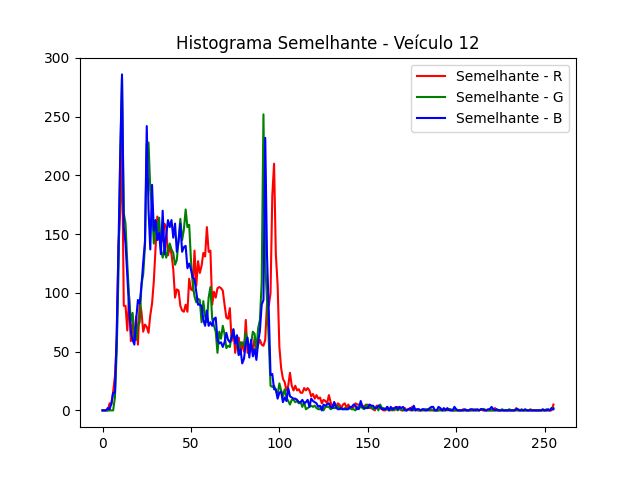 Histograma Semelhante - Veículo 12
Semelhante - R
Semelhante - G
Semelhante - B
300
250
200
150
100
50
0
0 50 100 150 200 250